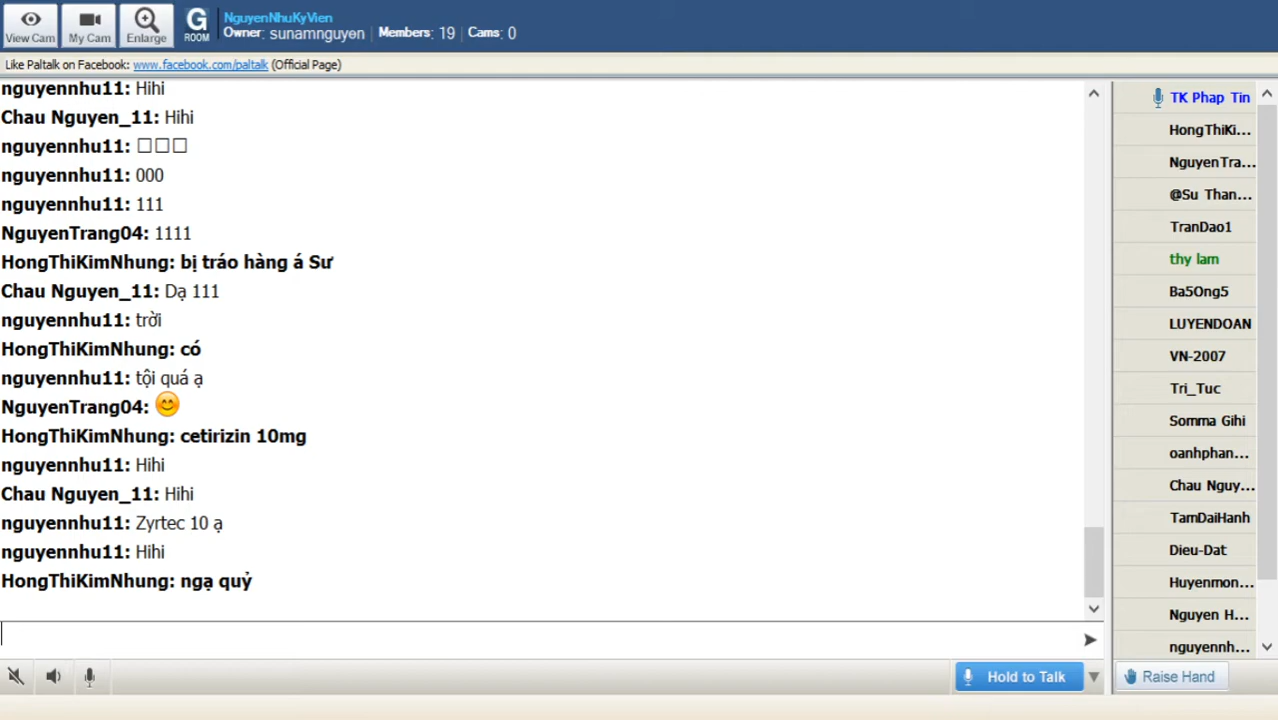 View Cam
My Cam
Enlarge
G
ROOM
NguyenNhuKyVien
Owner: sunamnguyen | Members: 19 | Cams: 0
Like Paltalk on Facebook: www.facebook.com/paltalk (Official Page)
nguyennhu11: Hihi
Chau Nguyen_11: Hihi
nguyennhu11: □□□
nguyennhu11: 000
nguyennhu11: 111
NguyenTrang04: 1111
HongThiKimNhung: bị tráo hàng á Sư
Chau Nguyen_11: Dạ 111
nguyennhu11: trời
HongThiKimNhung: có
nguyennhu11: tội quá ạ
NguyenTrang04: 😊
HongThiKimNhung: cetirizin 10mg
nguyennhu11: Hihi
Chau Nguyen_11: Hihi
nguyennhu11: Zyrtec 10 ạ
nguyennhu11: Hihi
HongThiKimNhung: ngạ quỷ
TK Phap Tin
HongThiKi...
NguyenTra...
@Su Than...
TranDao1
thy lam
Ba5Ong5
LUYENDOAN
VN-2007
Tri_Tuc
Somma Gihi
oanhphan...
Chau Nguy...
TamDaiHanh
Dieu-Dat
Huyenmon...
Nguyen H...
nguyennh...
Hold to Talk
Raise Hand